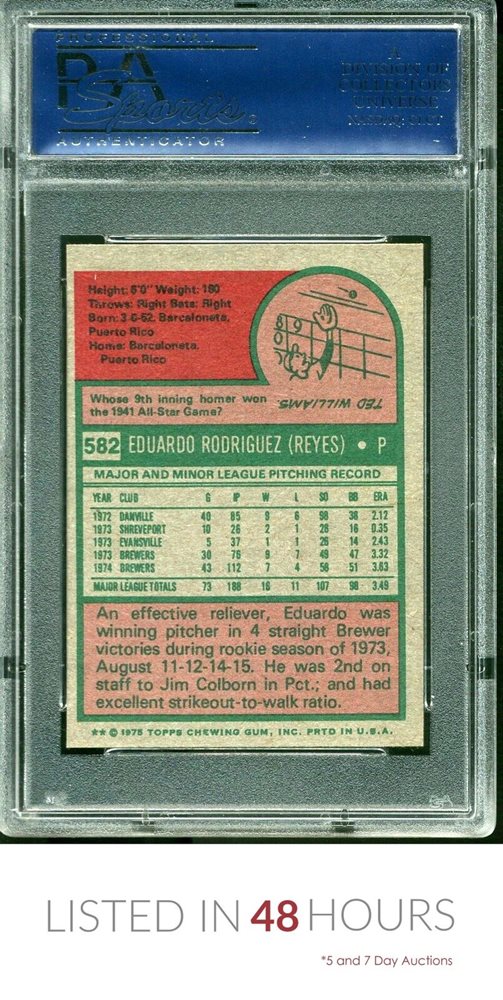 PROFESSIONAL
PSA
Sports®
AUTHENTICATOR
A
DIVISION OF
COLLECTORS
UNIVERSE
NASDAQ: CLCT
Height: 6'0" Weight: 160
Throws: Right Bats: Right
Born: 3-6-52, Barcaloneta,
Puerto Rico
Home: Barcaloneta,
Puerto Rico
Whose 9th inning homer won
the 1941 All-Star Game?
TED WILLIAMS
582 EDUARDO RODRIGUEZ (REYES) • P
MAJOR AND MINOR LEAGUE PITCHING RECORD
YEAR CLUB G IP W L SO BB ERA
1972 DANVILLE 40 85 9 6 98 38 2.12
1973 SHREVEPORT 10 26 2 1 28 16 0.35
1973 EVANSVILLE 5 37 1 1 26 14 2.43
1973 BREWERS 30 76 9 7 49 47 3.32
1974 BREWERS 43 112 7 4 58 51 3.63
MAJOR LEAGUE TOTALS 73 188 16 11 107 98 3.49
An effective reliever, Eduardo was
winning pitcher in 4 straight Brewer
victories during rookie season of 1973,
August 11-12-14-15. He was 2nd on
staff to Jim Colborn in Pct.; and had
excellent strikeout-to-walk ratio.
** © 1975 TOPPS CHEWING GUM, INC. PRTD IN U.S.A.
LISTED IN 48 HOURS
*5 and 7 Day Auctions